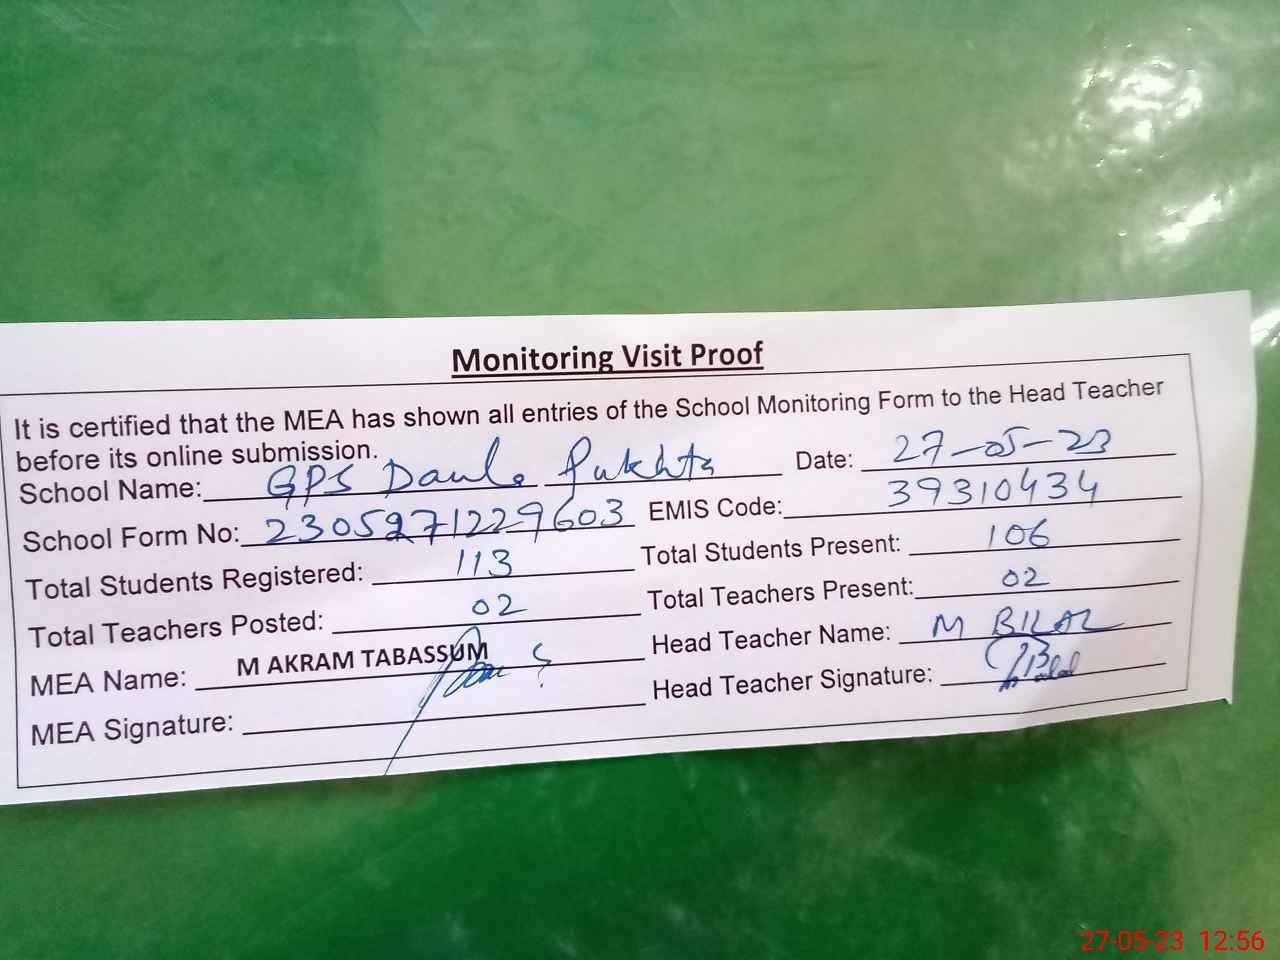 Monitoring Visit Proof
It is certified that the MEA has shown all entries of the School Monitoring Form to the Head Teacher
before its online submission.
School Name: GPS Daula Pukhta Date: 27-05-23
School Form No: 23052712229603 EMIS Code: 39310434
Total Students Registered: 113 Total Students Present: 106
Total Teachers Posted: 02 Total Teachers Present: 02
MEA Name: M AKRAM TABASSUM Head Teacher Name: M BILAL
MEA Signature: Head Teacher Signature:
27-05-23 12:56